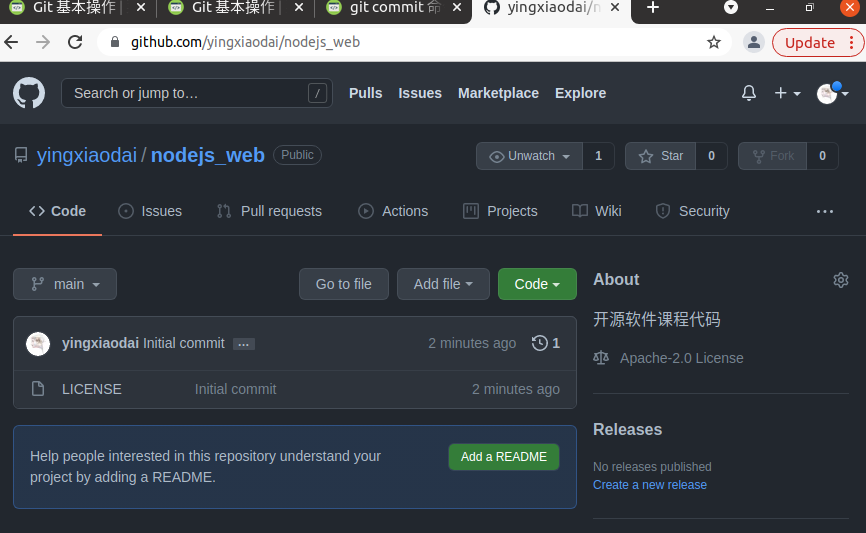 Git 基本操作 |
Git 基本操作 |
git commit 命
yingxiaodai/n
github.com/yingxiaodai/nodejs_web
Update
Search or jump to…
/
Pulls Issues Marketplace Explore
yingxiaodai / nodejs_web Public
Unwatch 1 Star 0 Fork 0
Code Issues Pull requests Actions Projects Wiki Security ...
main Go to file Add file Code
yingxiaodai Initial commit ... 2 minutes ago 1
LICENSE Initial commit 2 minutes ago
Help people interested in this repository understand your
project by adding a README.
Add a README
About
开源软件课程代码
Apache-2.0 License
Releases
No releases published
Create a new release